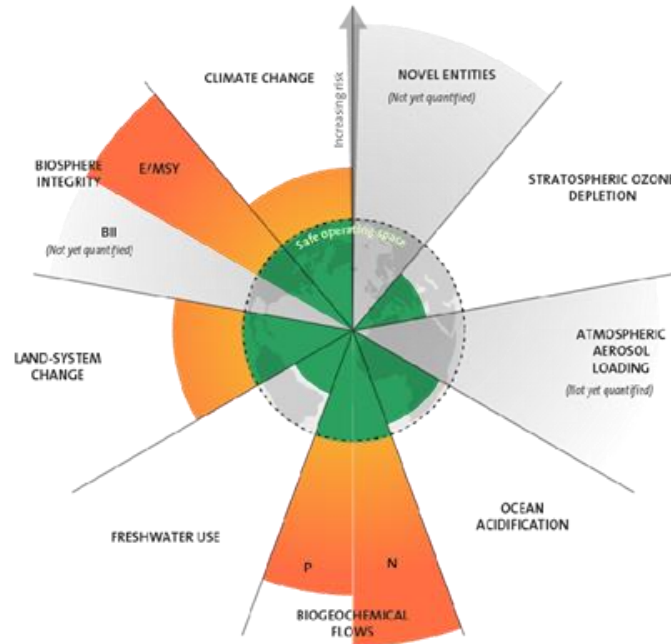 CLIMATE CHANGE
Increasing risk
NOVEL ENTITIES
(Not yet quantified)
STRATOSPHERIC OZONE
DEPLETION
BIOSPHERE
INTEGRITY
E/MSY
BII
(Not yet quantified)
Safe operating space
ATMOSPHERIC
AEROSOL
LOADING
(Not yet quantified)
LAND-SYSTEM
CHANGE
OCEAN
ACIDIFICATION
FRESHWATER USE
P
N
BIOGEOCHEMICAL
FLOWS